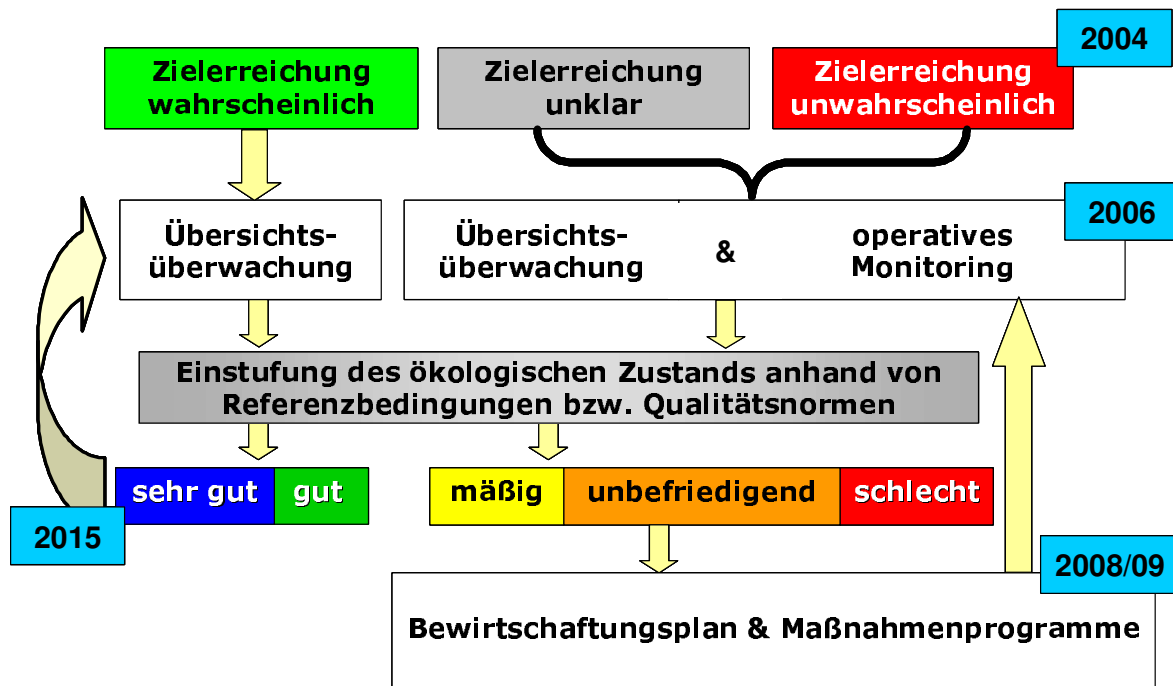 2004
Zielerreichung
wahrscheinlich
Zielerreichung
unklar
Zielerreichung
unwahrscheinlich
2006
Übersichts-
überwachung
Übersichts-
überwachung
&
operatives
Monitoring
Einstufung des ökologischen Zustands anhand von
Referenzbedingungen bzw. Qualitätsnormen
sehr gut
gut
mäßig
unbefriedigend
schlecht
2015
2008/09
Bewirtschaftungsplan & Maßnahmenprogramme